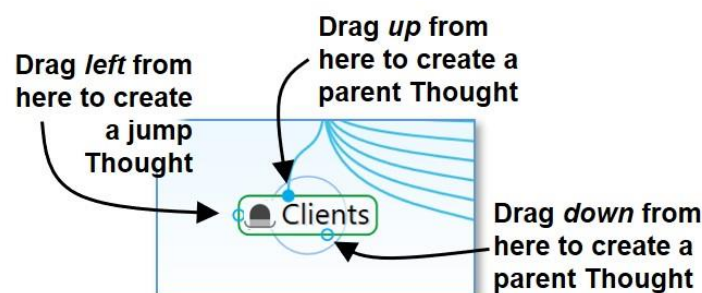 Drag up from
here to create a
parent Thought
Drag left from
here to create
a jump
Thought
Clients
Drag down from
here to create a
parent Thought